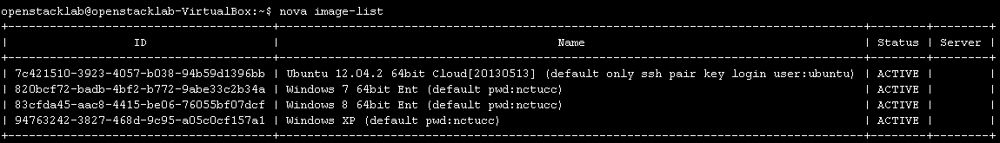 openstacklab@openstacklab-VirtualBox:~$ nova image-list
+--------------------------------------+------------------------------------------------------------------------------------+--------+--------+
| ID | Name | Status | Server |
+--------------------------------------+------------------------------------------------------------------------------------+--------+--------+
| 7c421510-3923-4057-b038-94b59d1396bb | Ubuntu 12.04.2 64bit Cloud[20130513] (default only ssh pair key login user:ubuntu) | ACTIVE | |
| 820bcf72-badb-4bf2-b772-9abe33c2b34a | Windows 7 64bit Ent (default pwd:nctucc) | ACTIVE | |
| 83cfda45-aac8-4415-be06-76055bf07dcf | Windows 8 64bit Ent (default pwd:nctucc) | ACTIVE | |
| 94763242-3827-468d-9c95-a05c0cf157a1 | Windows XP (default pwd:nctucc) | ACTIVE | |
+--------------------------------------+------------------------------------------------------------------------------------+--------+--------+